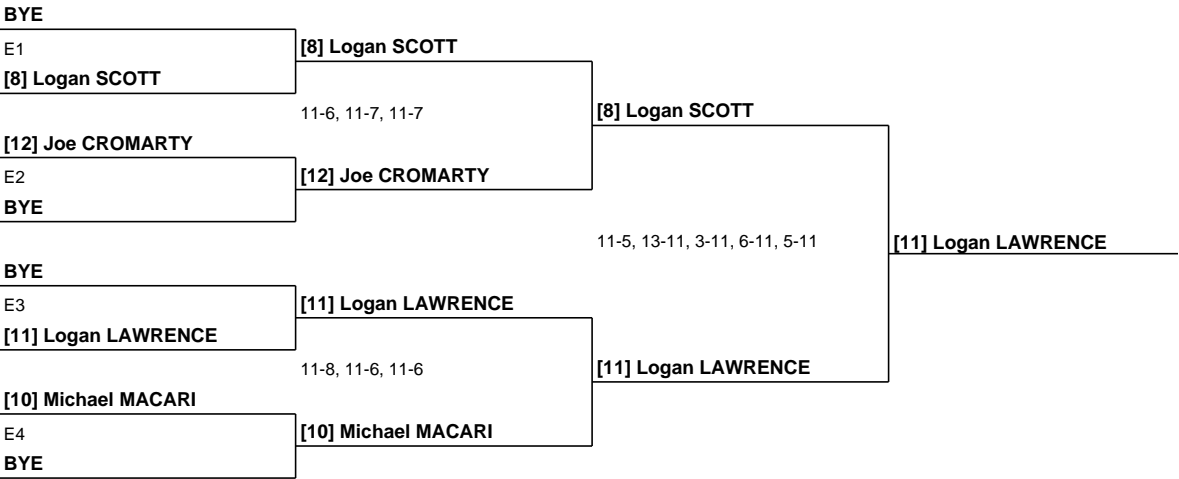 BYE
E1
[8] Logan SCOTT
[8] Logan SCOTT
11-6, 11-7, 11-7
[8] Logan SCOTT
[12] Joe CROMARTY
E2
[12] Joe CROMARTY
BYE
11-5, 13-11, 3-11, 6-11, 5-11
[11] Logan LAWRENCE
BYE
E3
[11] Logan LAWRENCE
[11] Logan LAWRENCE
11-8, 11-6, 11-6
[11] Logan LAWRENCE
[10] Michael MACARI
E4
[10] Michael MACARI
BYE